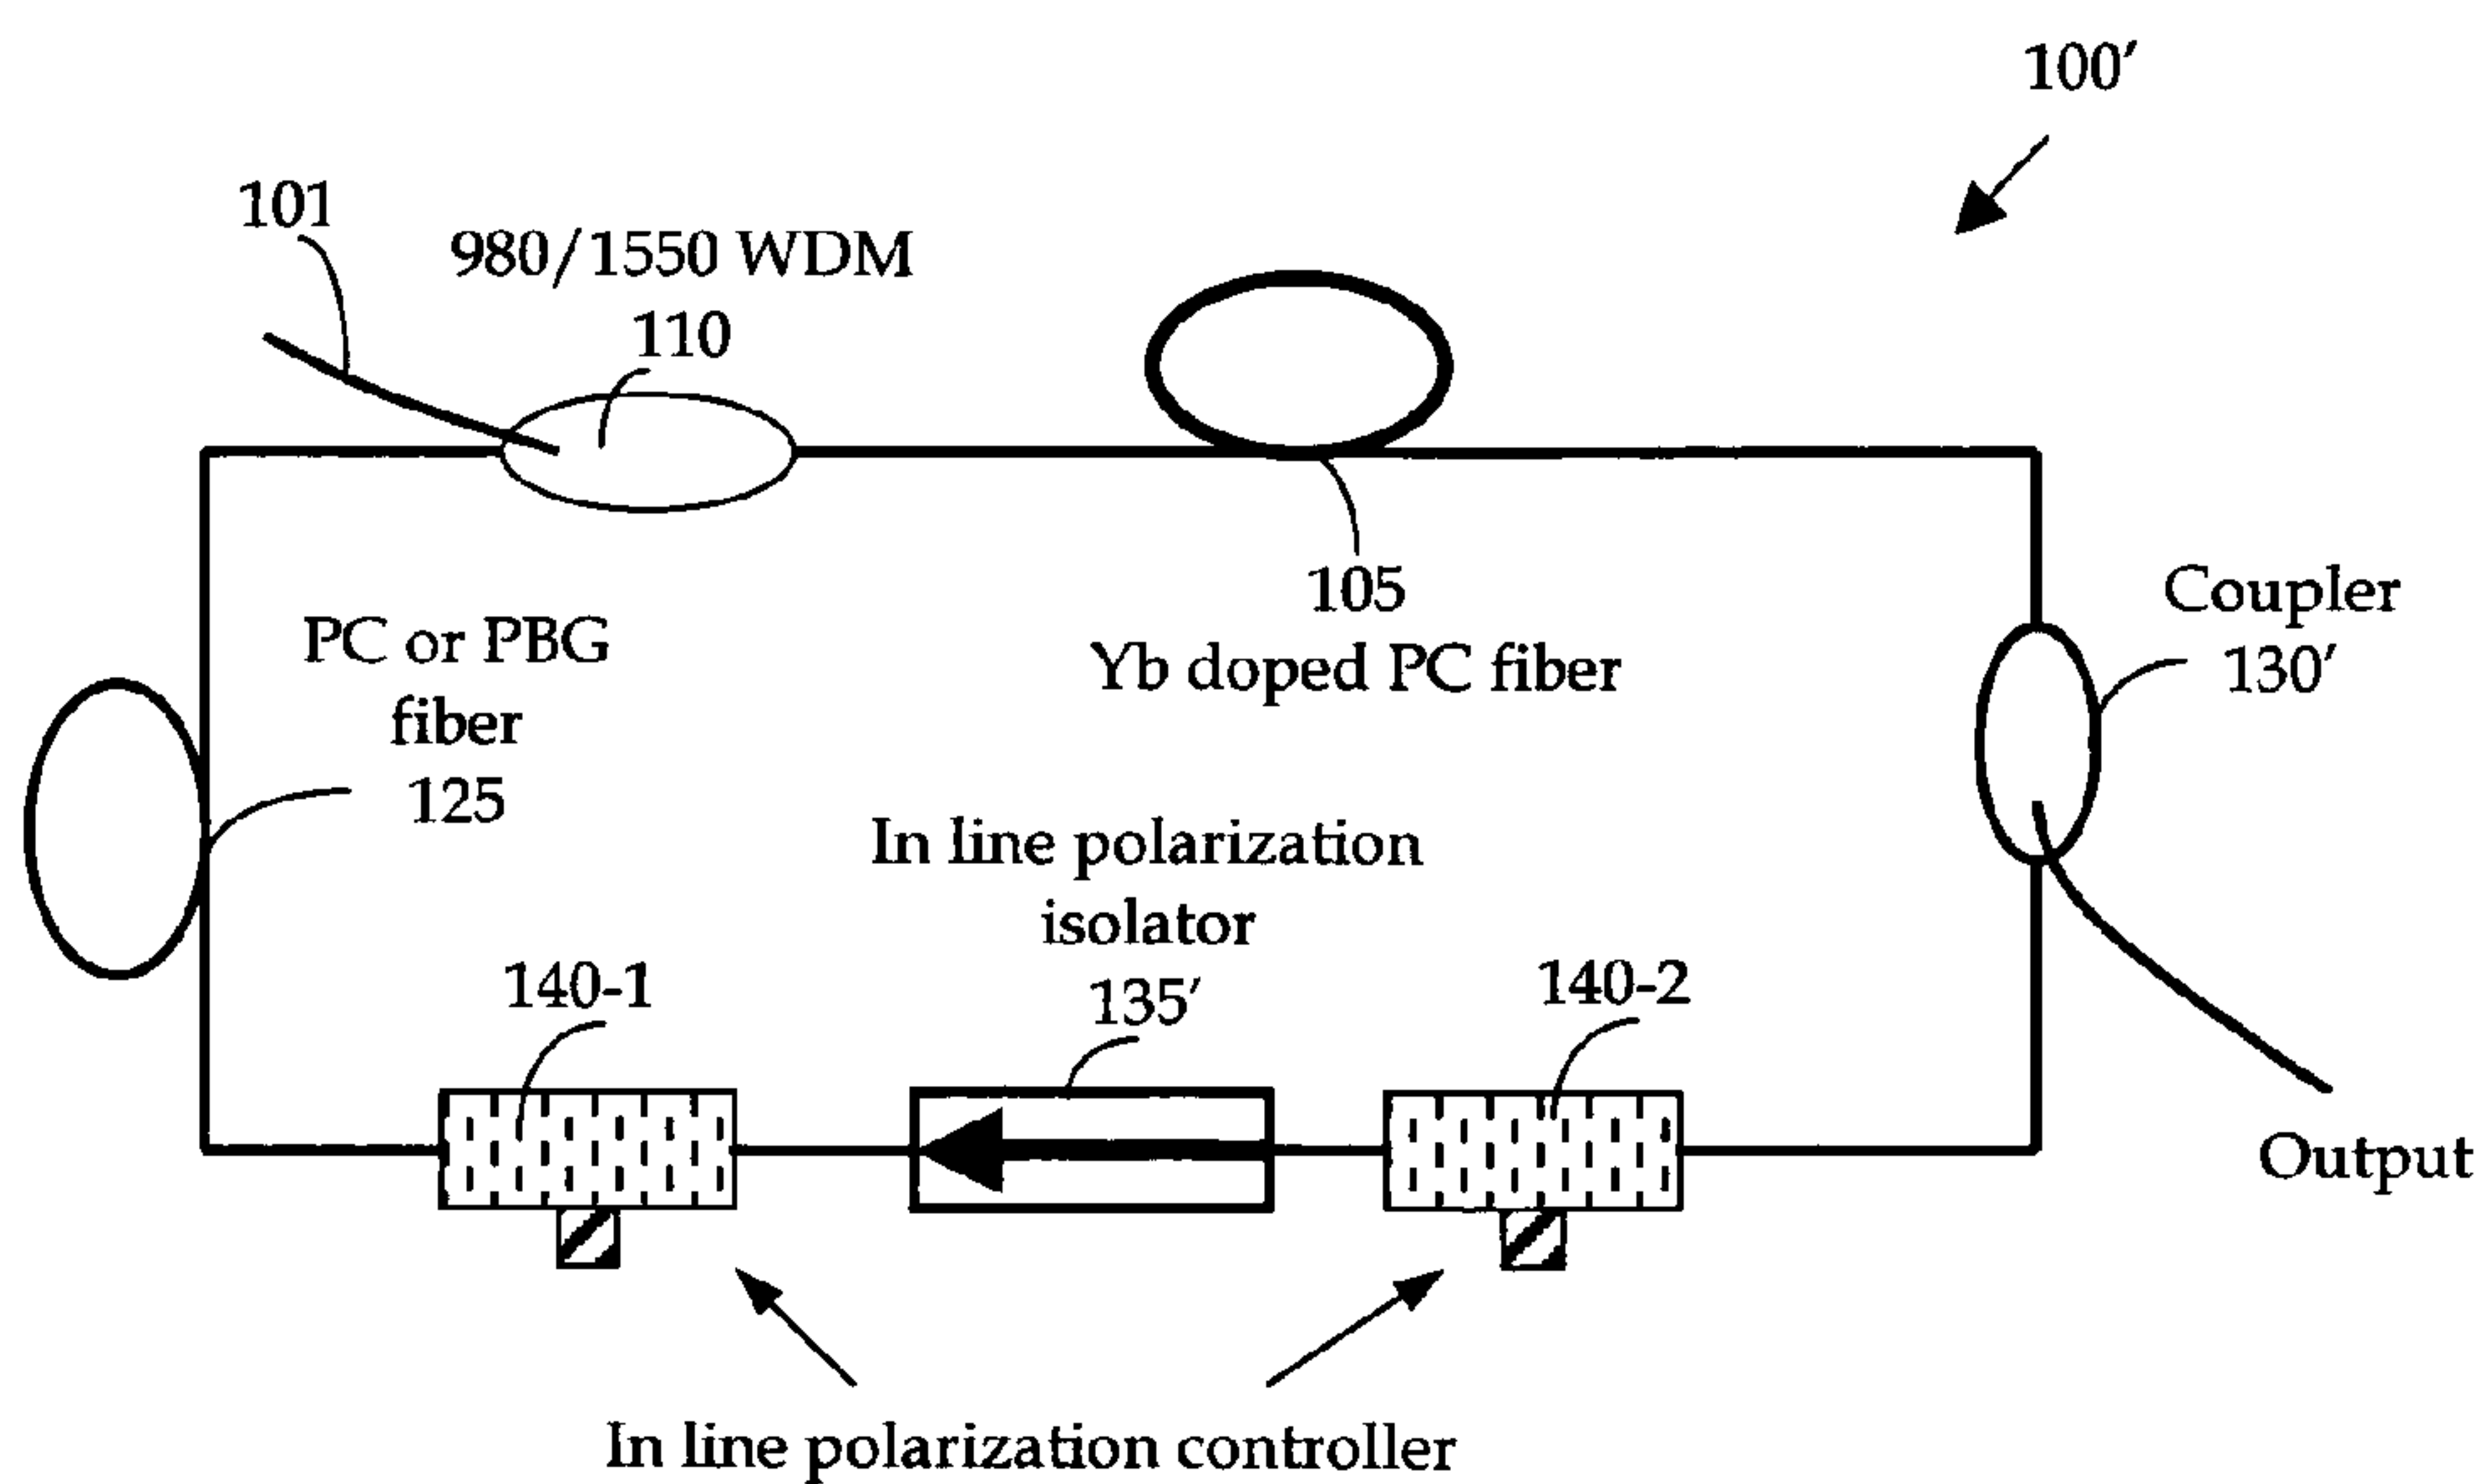 100′
101
980/1550 WDM
110
105
Yb doped PC fiber
Coupler
130′
PC or PBG
fiber
125
In line polarization
isolator
135′
140-1
140-2
Output
In line polarization controller